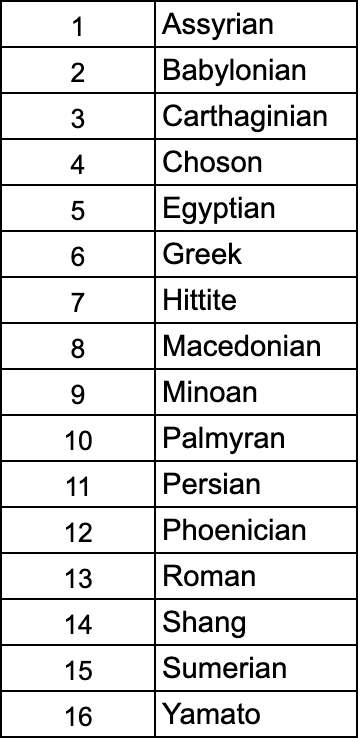 1 Assyrian
2 Babylonian
3 Carthaginian
4 Choson
5 Egyptian
6 Greek
7 Hittite
8 Macedonian
9 Minoan
10 Palmyran
11 Persian
12 Phoenician
13 Roman
14 Shang
15 Sumerian
16 Yamato